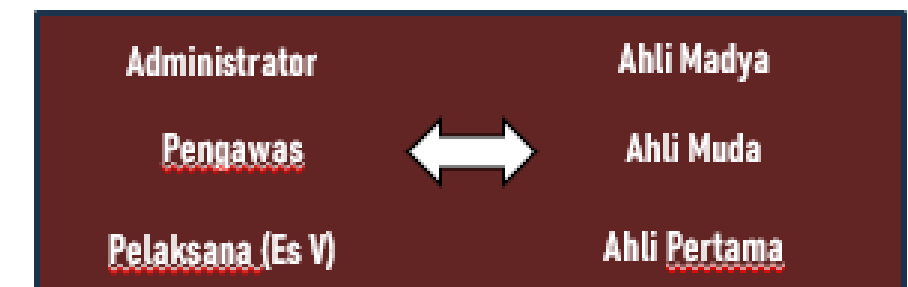 Administrator Ahli Madya
Pengawas Ahli Muda
Pelaksana (Es V) Ahli Pertama